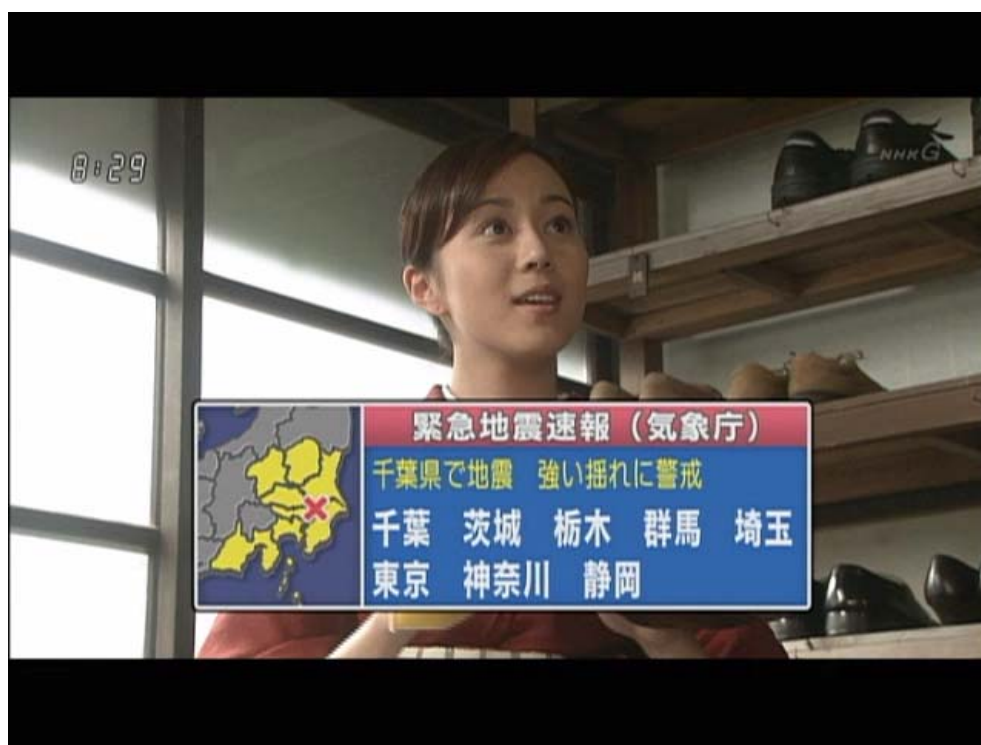 8:29
NHK G
緊急地震速報（気象庁）
千葉県で地震　強い揺れに警戒
千葉　茨城　栃木　群馬　埼玉
東京　神奈川　静岡